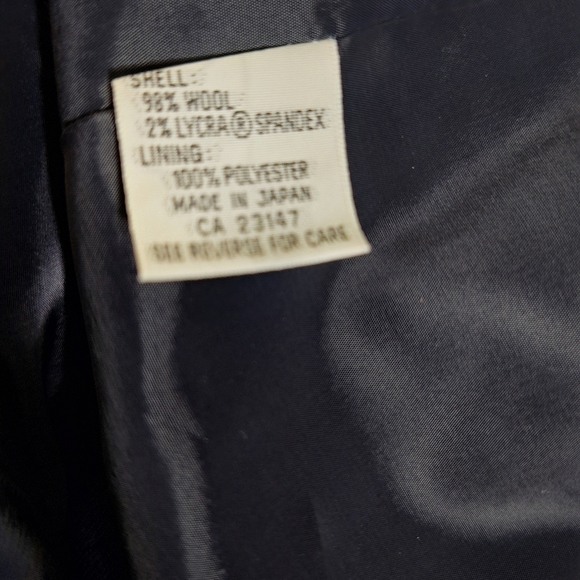 SHELL:
98% WOOL
2% LYCRA® SPANDEX
LINING:
100% POLYESTER
MADE IN JAPAN
CA 23147
SEE REVERSE FOR CARE